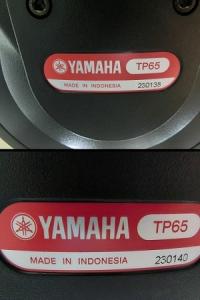 YAMAHA TP65
MADE IN INDONESIA 230138
YAMAHA TP65
MADE IN INDONESIA 230140